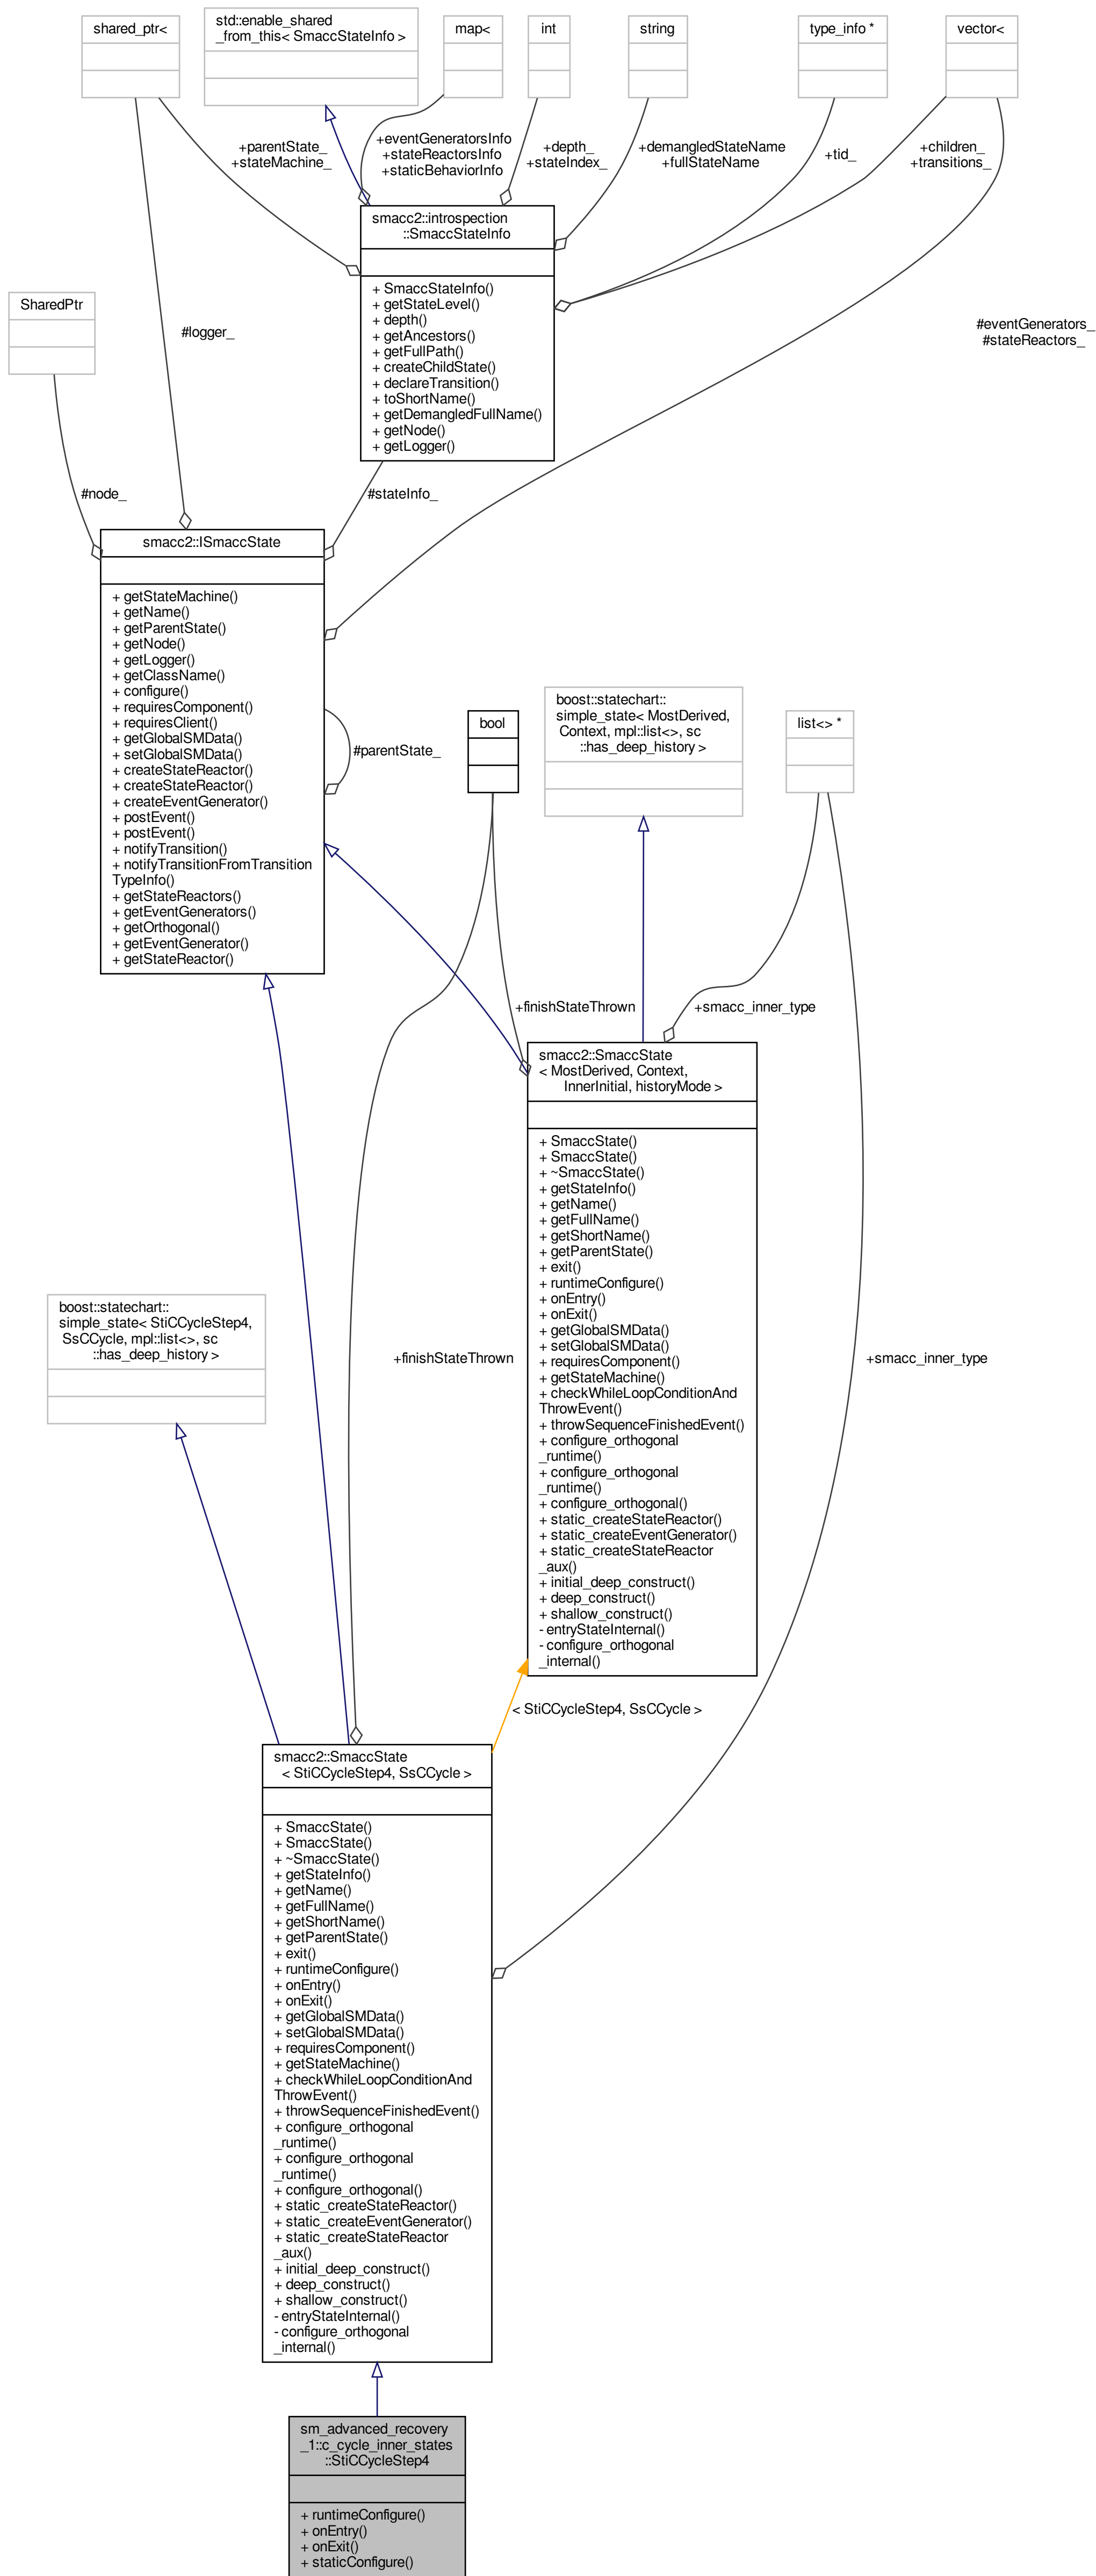 shared_ptr<
std::enable_shared
_from_this< SmaccStateInfo >
map<
int
string
type_info *
vector<
+parentState_
+stateMachine_
+eventGeneratorsInfo
+stateReactorsInfo
+staticBehaviorInfo
+depth_
+stateIndex_
+demangledStateName
+fullStateName
+tid_
+children_
+transitions_
smacc2::introspection
::SmaccStateInfo
+ SmaccStateInfo()
+ getStateLevel()
+ depth()
+ getAncestors()
+ getFullPath()
+ createChildState()
+ declareTransition()
+ toShortName()
+ getDemangledFullName()
+ getNode()
+ getLogger()
SharedPtr
#logger_
#eventGenerators_
#stateReactors_
#node_
#stateInfo_
smacc2::ISmaccState
+ getStateMachine()
+ getName()
+ getParentState()
+ getNode()
+ getLogger()
+ getClassName()
+ configure()
+ requiresComponent()
+ requiresClient()
+ getGlobalSMData()
+ setGlobalSMData()
+ createStateReactor()
+ createStateReactor()
+ createEventGenerator()
+ postEvent()
+ postEvent()
+ notifyTransition()
+ notifyTransitionFromTransition
TypeInfo()
+ getStateReactors()
+ getEventGenerators()
+ getOrthogonal()
+ getEventGenerator()
+ getStateReactor()
#parentState_
bool
boost::statechart::
simple_state< MostDerived,
Context, mpl::list<>, sc
::has_deep_history >
list<> *
+finishStateThrown
+smacc_inner_type
smacc2::SmaccState
< MostDerived, Context,
InnerInitial, historyMode >
+ SmaccState()
+ SmaccState()
+ ~SmaccState()
+ getStateInfo()
+ getName()
+ getFullName()
+ getShortName()
+ getParentState()
+ exit()
+ runtimeConfigure()
+ onEntry()
+ onExit()
+ getGlobalSMData()
+ setGlobalSMData()
+ requiresComponent()
+ getStateMachine()
+ checkWhileLoopConditionAnd
ThrowEvent()
+ throwSequenceFinishedEvent()
+ configure_orthogonal
_runtime()
+ configure_orthogonal
_runtime()
+ configure_orthogonal()
+ static_createStateReactor()
+ static_createEventGenerator()
+ static_createStateReactor
_aux()
+ initial_deep_construct()
+ deep_construct()
+ shallow_construct()
- entryStateInternal()
- configure_orthogonal
_internal()
boost::statechart::
simple_state< StiCCycleStep4,
SsCCycle, mpl::list<>, sc
::has_deep_history >
+finishStateThrown
+smacc_inner_type
< StiCCycleStep4, SsCCycle >
smacc2::SmaccState
< StiCCycleStep4, SsCCycle >
+ SmaccState()
+ SmaccState()
+ ~SmaccState()
+ getStateInfo()
+ getName()
+ getFullName()
+ getShortName()
+ getParentState()
+ exit()
+ runtimeConfigure()
+ onEntry()
+ onExit()
+ getGlobalSMData()
+ setGlobalSMData()
+ requiresComponent()
+ getStateMachine()
+ checkWhileLoopConditionAnd
ThrowEvent()
+ throwSequenceFinishedEvent()
+ configure_orthogonal
_runtime()
+ configure_orthogonal
_runtime()
+ configure_orthogonal()
+ static_createStateReactor()
+ static_createEventGenerator()
+ static_createStateReactor
_aux()
+ initial_deep_construct()
+ deep_construct()
+ shallow_construct()
- entryStateInternal()
- configure_orthogonal
_internal()
sm_advanced_recovery
_1::c_cycle_inner_states
::StiCCycleStep4
+ runtimeConfigure()
+ onEntry()
+ onExit()
+ staticConfigure()